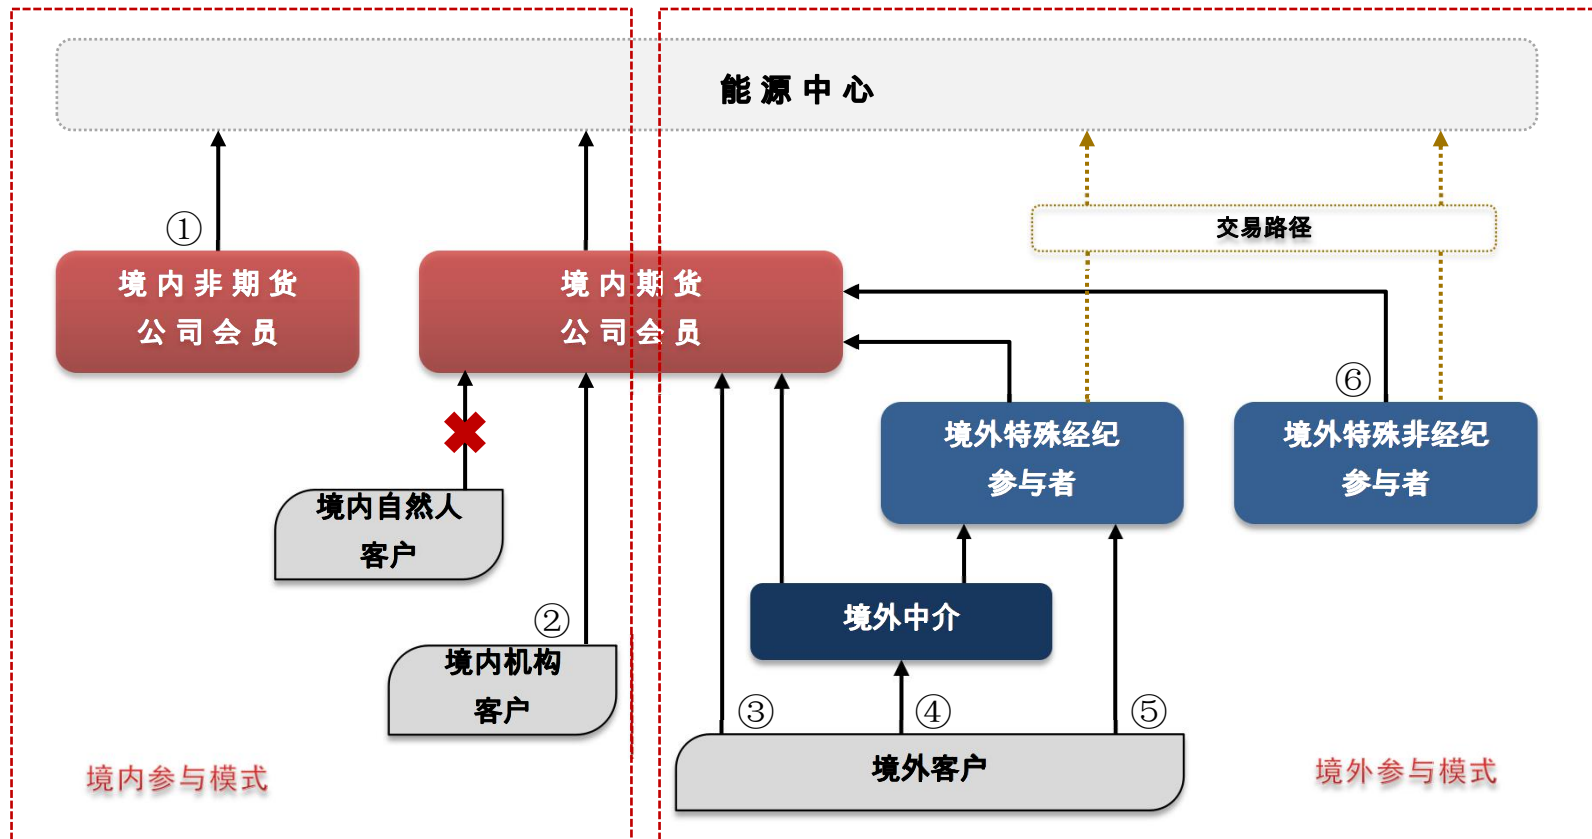 能源中心
交易路径
①
境内非期货
公司会员
境内期货
公司会员
⑥
境外特殊经纪
参与者
境外特殊非经纪
参与者
境内自然人
客户
②
境内机构
客户
境外中介
③
④
⑤
境外客户
境内参与模式
境外参与模式